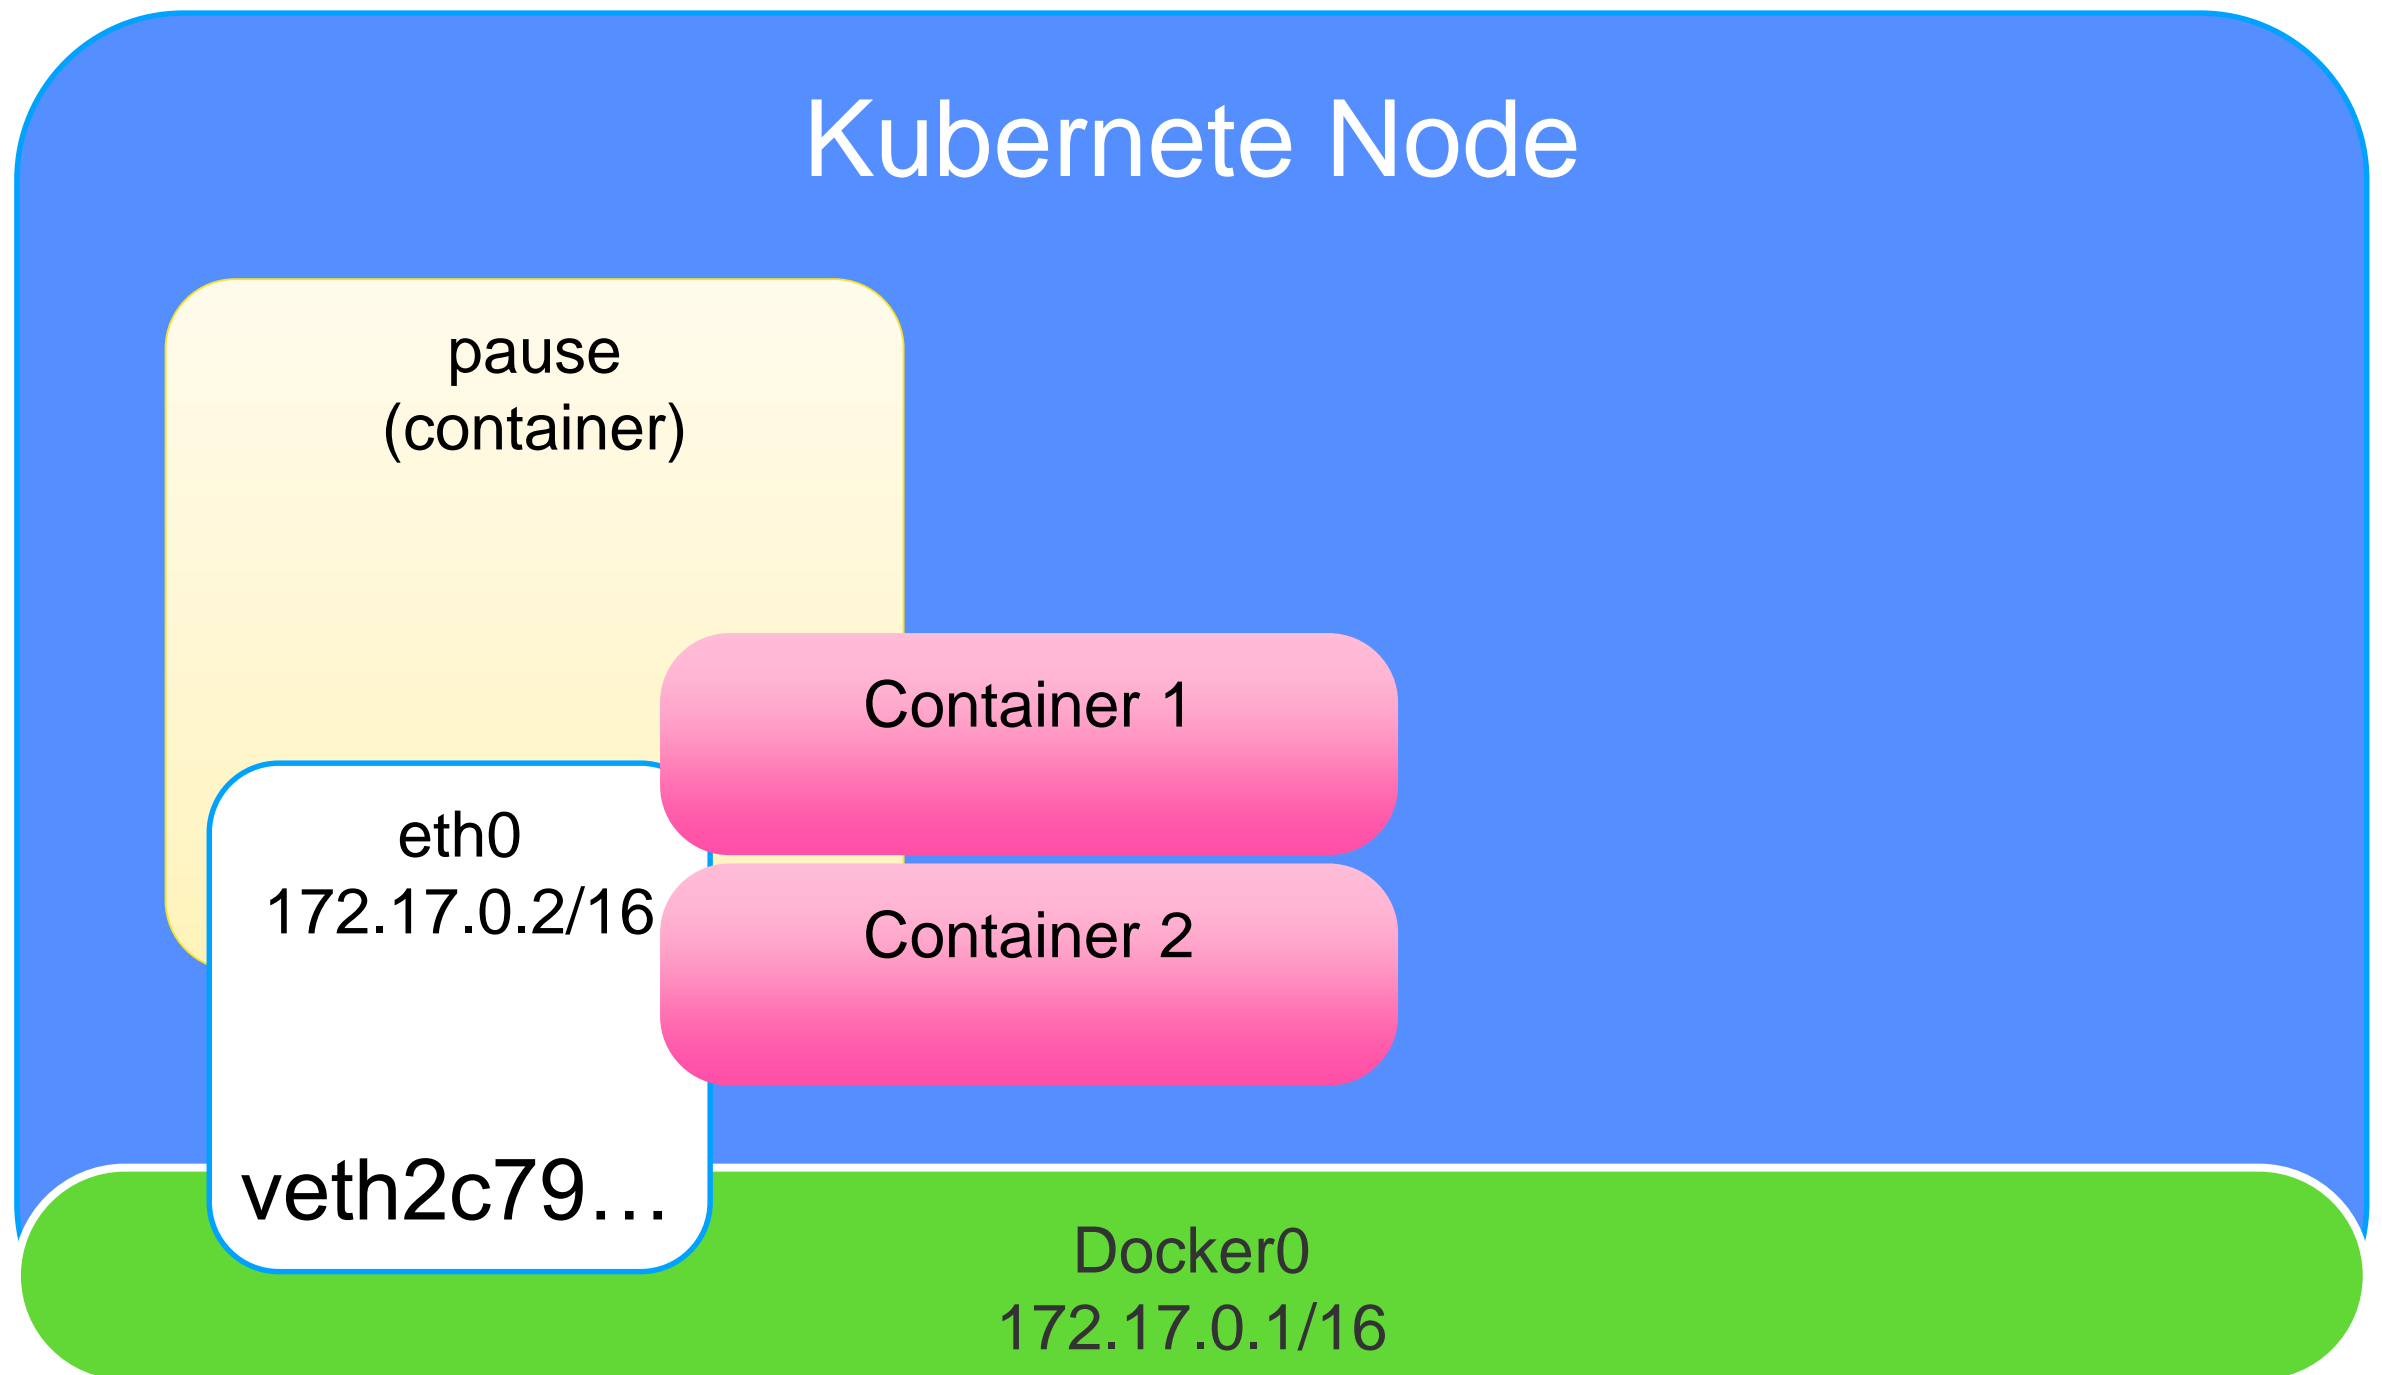 Kubernete Node
pause
(container)
Container 1
eth0
172.17.0.2/16
Container 2
veth2c79…
Docker0
172.17.0.1/16